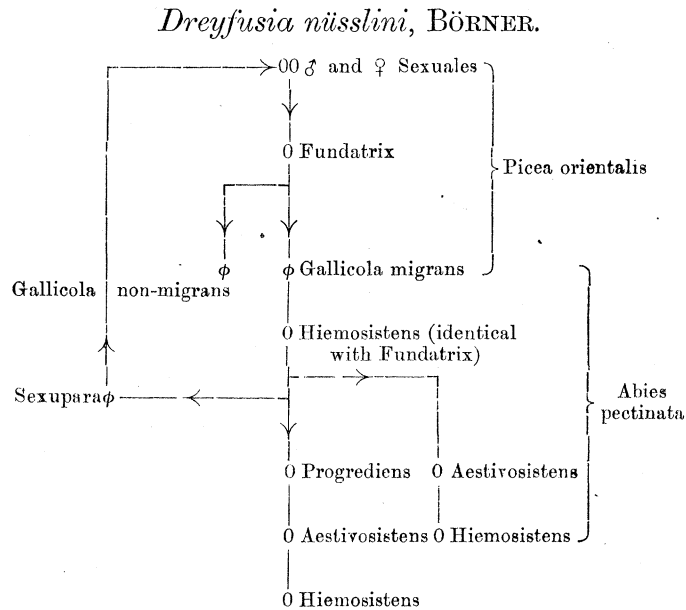 Dreyfusia nüsslini, BÖRNER.
00 ♂ and ♀ Sexuales
0 Fundatrix
Picea orientalis
ϕ ϕ Gallicola migrans
Gallicola non-migrans
0 Hiemosistens (identical
with Fundatrix)
Sexuparaϕ
Abies
pectinata
0 Progrediens 0 Aestivosistens
0 Aestivosistens 0 Hiemosistens
0 Hiemosistens